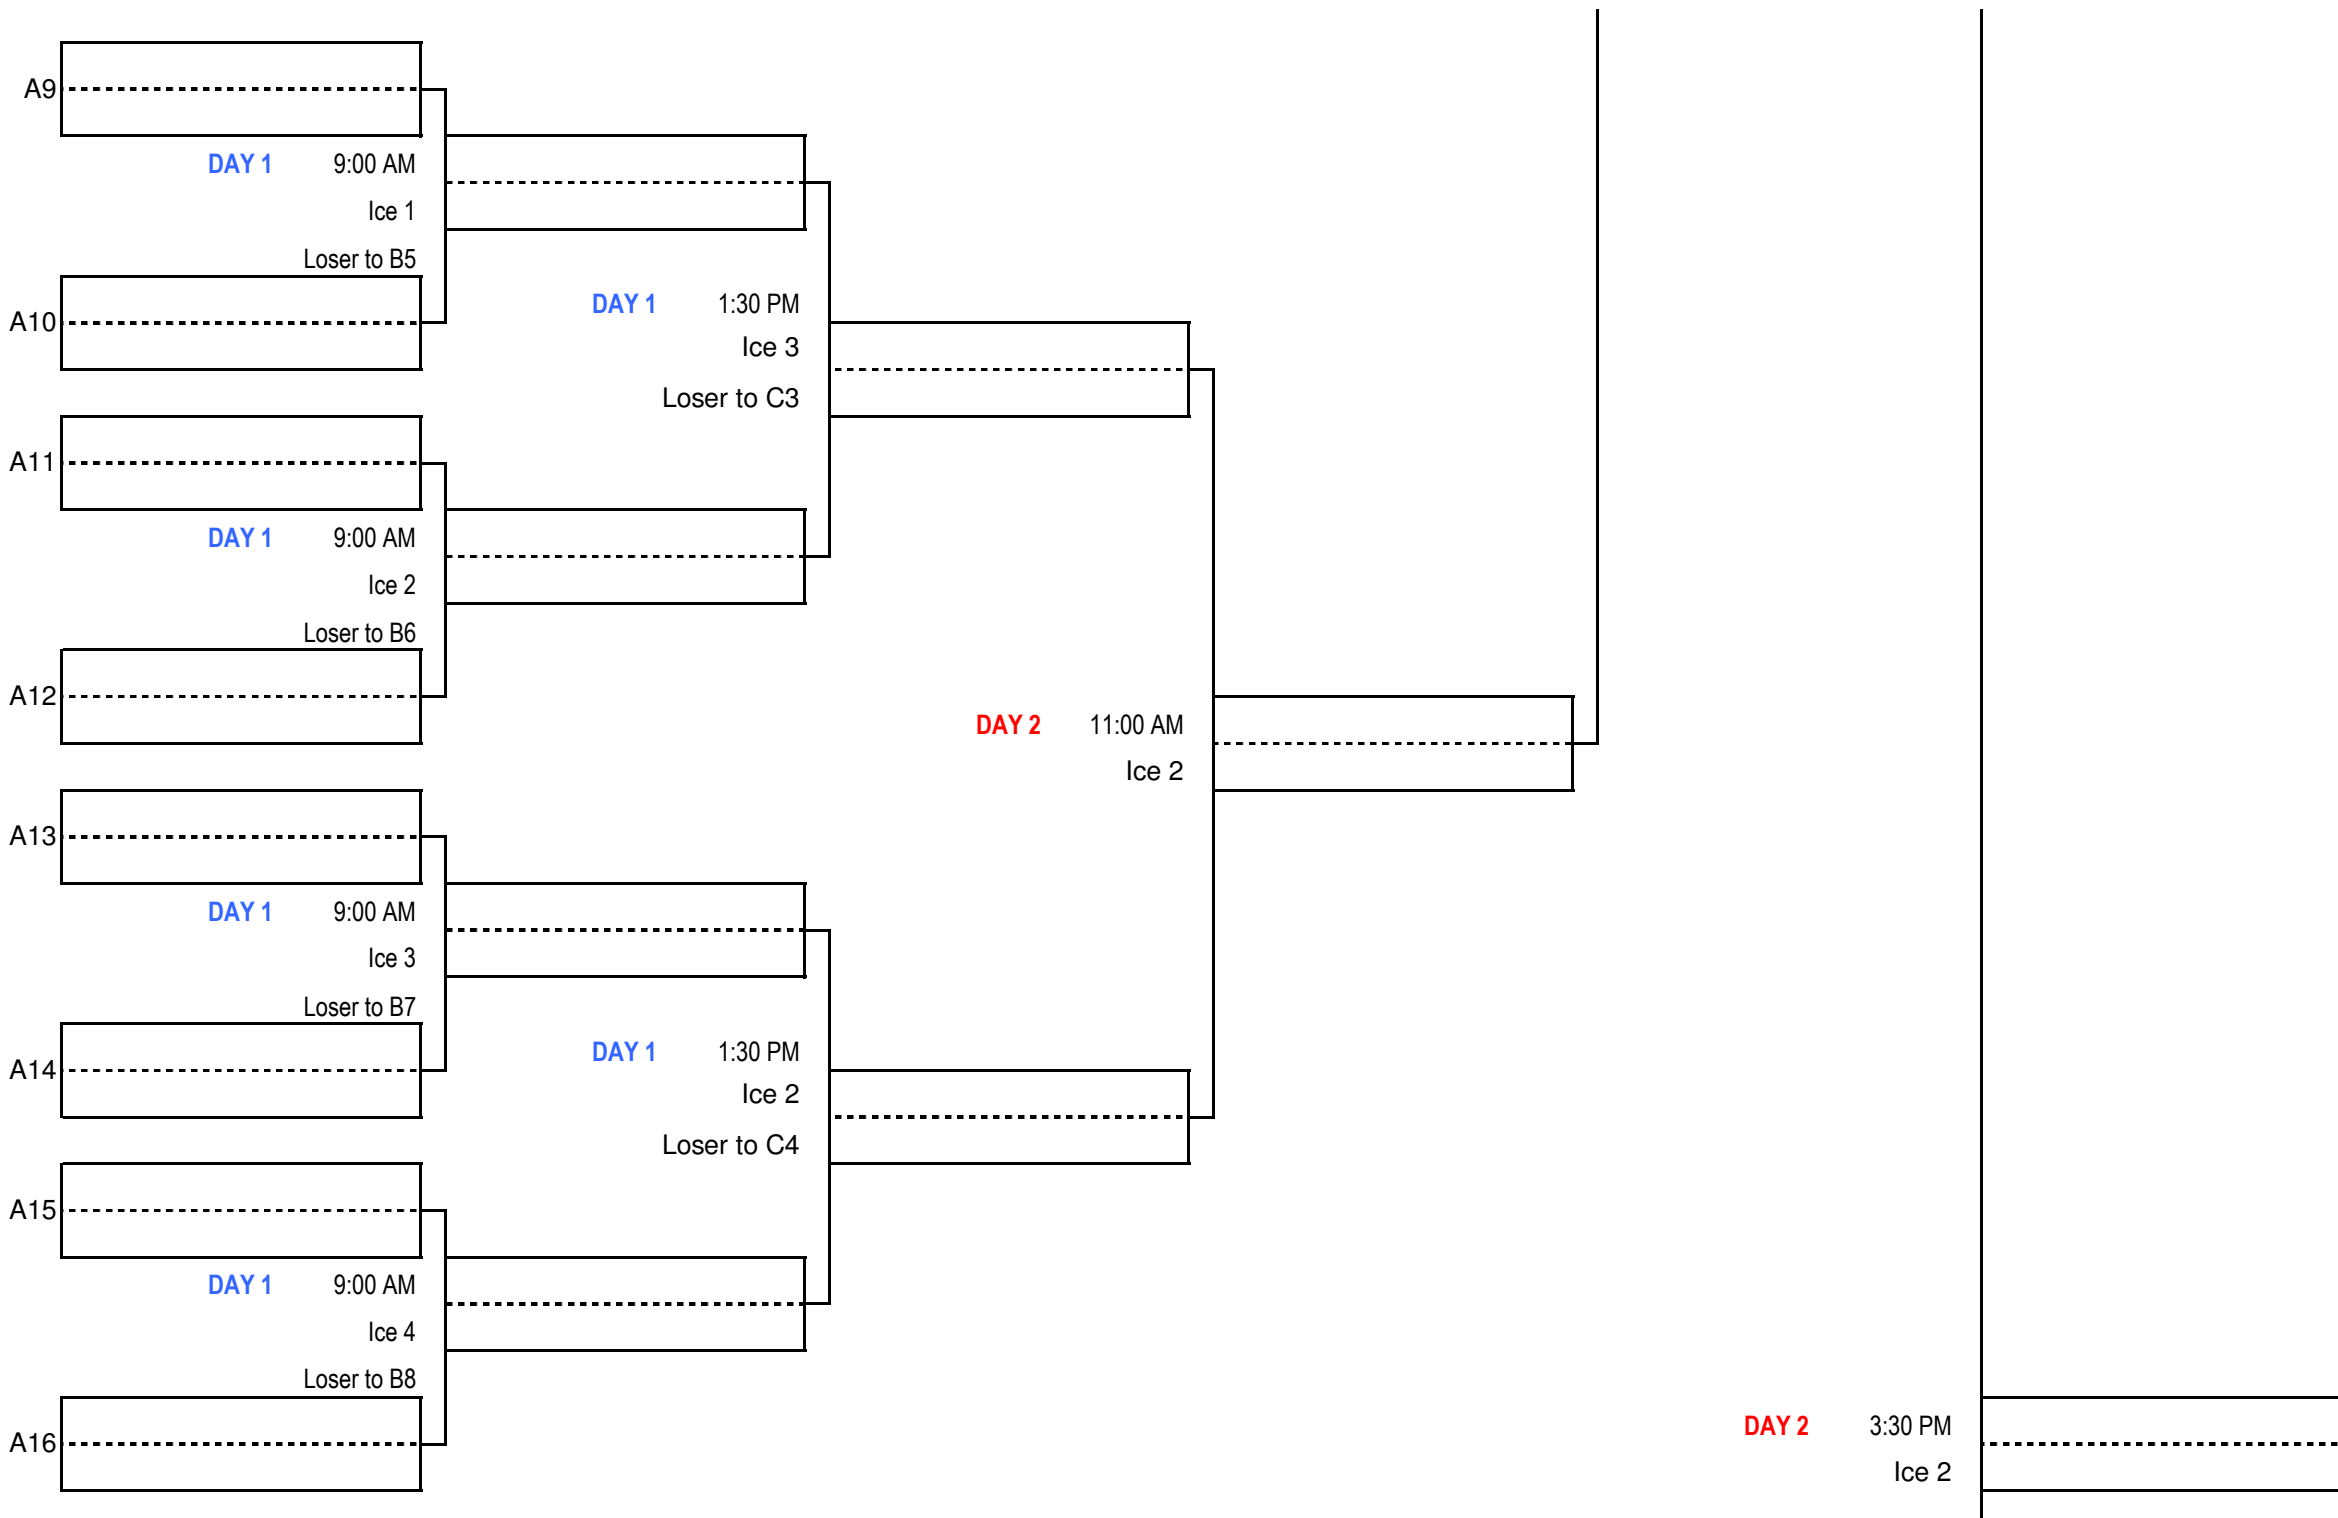 A9
DAY 1 9:00 AM
Ice 1
Loser to B5
A10
DAY 1 1:30 PM
Ice 3
Loser to C3
A11
DAY 1 9:00 AM
Ice 2
Loser to B6
A12
DAY 2 11:00 AM
Ice 2
A13
DAY 1 9:00 AM
Ice 3
Loser to B7
A14
DAY 1 1:30 PM
Ice 2
Loser to C4
A15
DAY 1 9:00 AM
Ice 4
Loser to B8
A16
DAY 2 3:30 PM
Ice 2